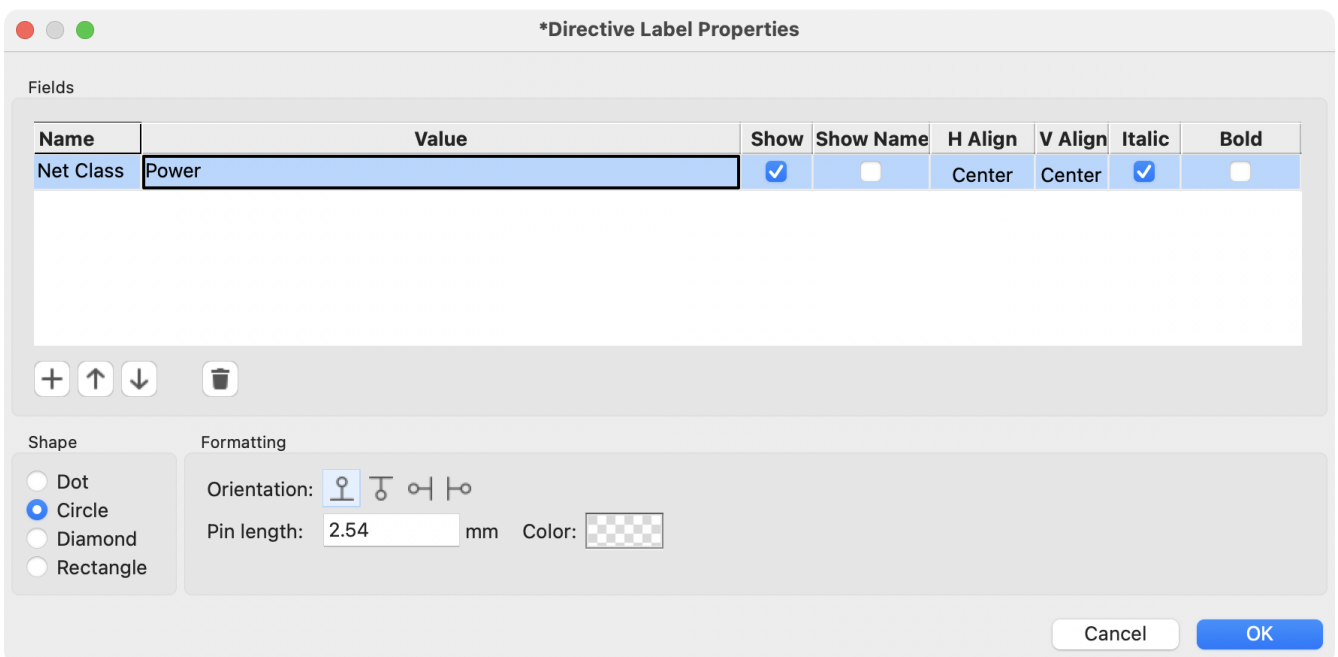 *Directive Label Properties
Fields
Name Value Show Show Name H Align V Align Italic Bold
Net Class Power Center Center
Shape
Formatting
Dot
Circle
Diamond
Rectangle
Orientation:
Pin length: 2.54 mm Color:
Cancel OK